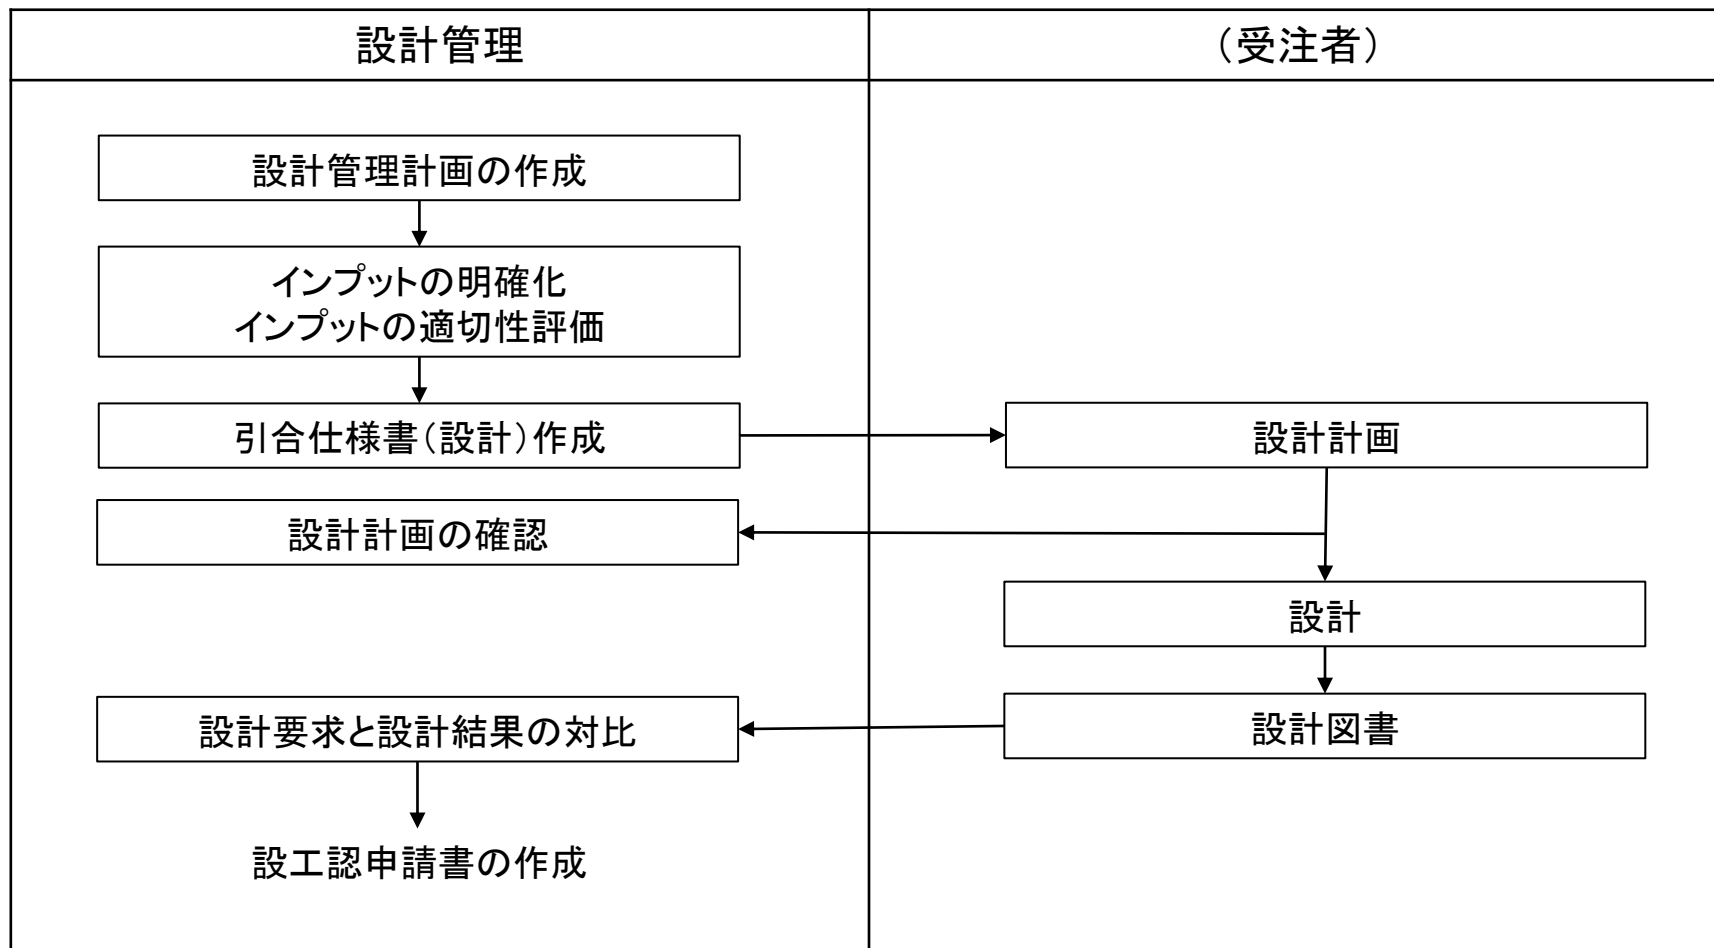 設計管理
(受注者)
設計管理計画の作成
インプットの明確化
インプットの適切性評価
引合仕様書(設計)作成
設計計画
設計計画の確認
設計
設計要求と設計結果の対比
設計図書
設工認申請書の作成